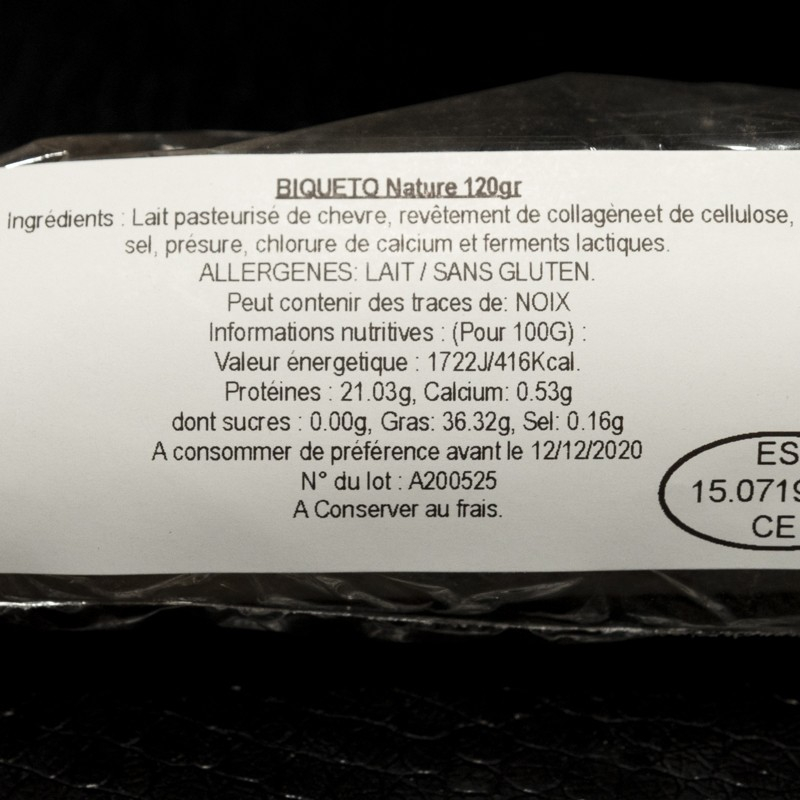 BIQUETO Nature 120gr
Ingrédients : Lait pasteurisé de chevre, revêtement de collagèneet de cellulose,
sel, présure, chlorure de calcium et ferments lactiques.
ALLERGENES: LAIT / SANS GLUTEN.
Peut contenir des traces de: NOIX
Informations nutritives : (Pour 100G) :
Valeur énergetique : 1722J/416Kcal.
Protéines : 21.03g, Calcium: 0.53g
dont sucres : 0.00g, Gras: 36.32g, Sel: 0.16g
A consommer de préférence avant le 12/12/2020
N° du lot : A200525
A Conserver au frais.
ES
15.0719
CE